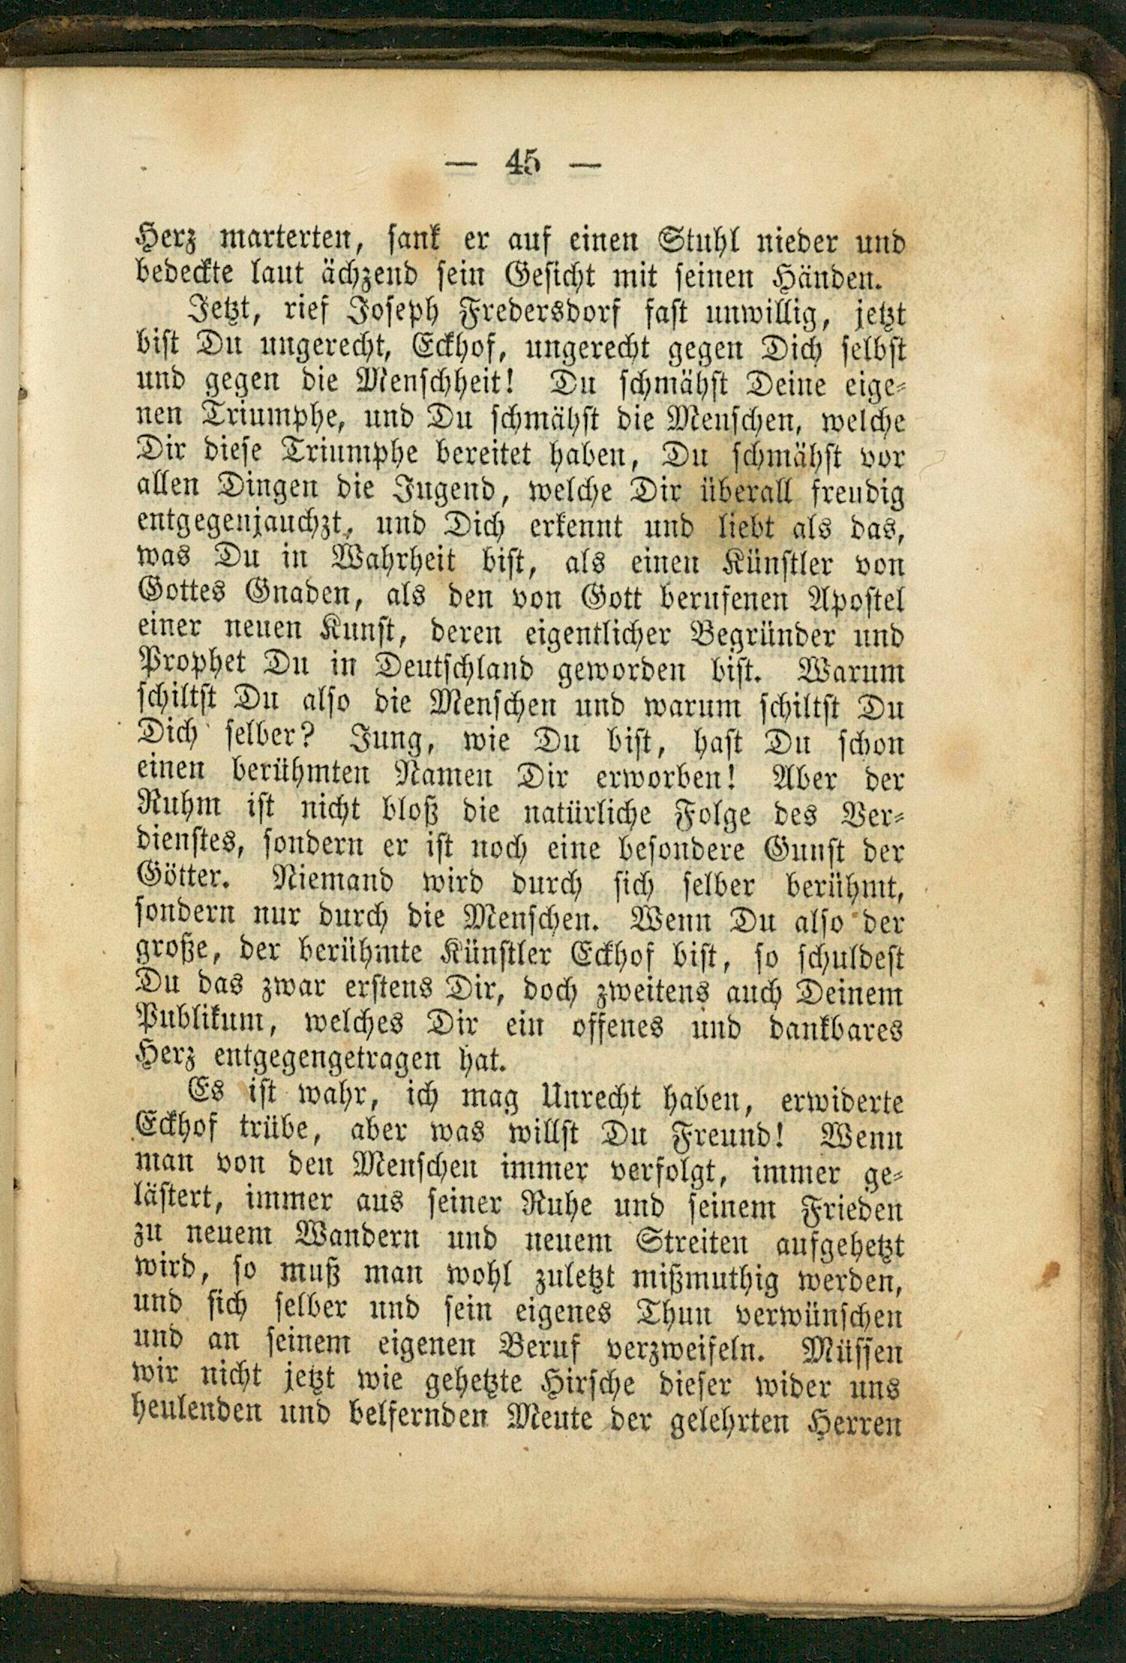 — 45 —
Herz marterten, sank er auf einen Stuhl nieder und
bedeckte laut ächzend sein Gesicht mit seinen Händen.
Jetzt, rief Joseph Fredersdorf fast unwillig, jetzt
bist Du ungerecht, Eckhof, ungerecht gegen Dich selbst
und gegen die Menschheit! Du schmähst Deine eige-
nen Triumphe, und Du schmähst die Menschen, welche
Dir diese Triumphe bereitet haben, Du schmähst vor
allen Dingen die Jugend, welche Dir überall freudig
entgegenjauchzt, und Dich erkennt und liebt als das,
was Du in Wahrheit bist, als einen Künstler von
Gottes Gnaden, als den von Gott berufenen Apostel
einer neuen Kunst, deren eigentlicher Begründer und
Prophet Du in Deutschland geworden bist. Warum
schiltst Du also die Menschen und warum schiltst Du
Dich selber? Jung, wie Du bist, hast Du schon
einen berühmten Namen Dir erworben! Aber der
Ruhm ist nicht bloß die natürliche Folge des Ver-
dienstes, sondern er ist noch eine besondere Gunst der
Götter. Niemand wird durch sich selber berühmt,
sondern nur durch die Menschen. Wenn Du also der
große, der berühmte Künstler Eckhof bist, so schuldest
Du das zwar erstens Dir, doch zweitens auch Deinem
Publikum, welches Dir ein offenes und dankbares
Herz entgegengetragen hat.
Es ist wahr, ich mag Unrecht haben, erwiderte
Eckhof trübe, aber was willst Du Freund! Wenn
man von den Menschen immer verfolgt, immer ge-
lästert, immer aus seiner Ruhe und seinem Frieden
zu neuem Wandern und neuem Streiten aufgehetzt
wird, so muß man wohl zuletzt mißmuthig werden,
und sich selber und sein eigenes Thun verwünschen
und an seinem eigenen Beruf verzweifeln. Müssen
wir nicht jetzt wie gehetzte Hirsche dieser wider uns
heulenden und belfernden Meute der gelehrten Herren